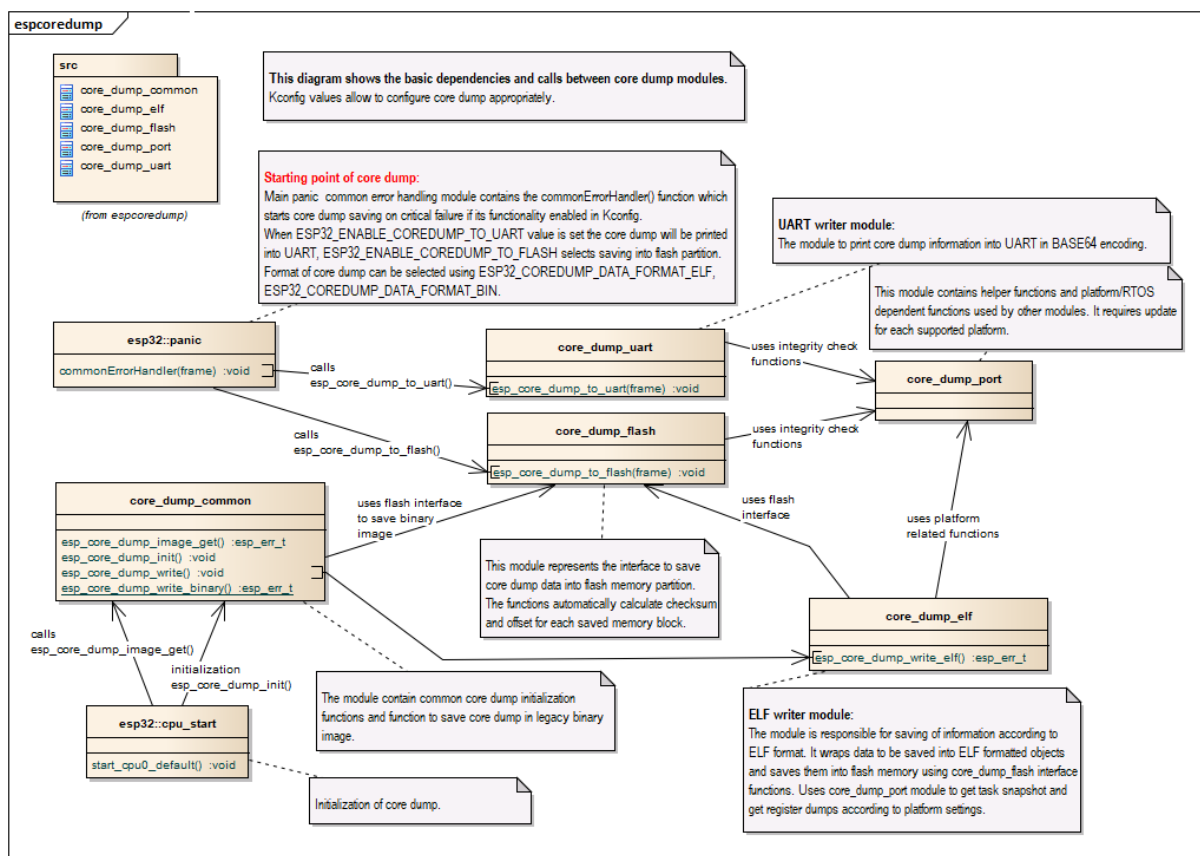 espcoredump
src
core_dump_common
core_dump_elf
core_dump_flash
core_dump_port
core_dump_uart
(from espcoredump)
This diagram shows the basic dependencies and calls between core dump modules.
Kconfig values allow to configure core dump appropriately.
Starting point of core dump:
Main panic common error handling module contains the commonErrorHandler() function which
starts core dump saving on critical failure if its functionality enabled in Kconfig.
When ESP32_ENABLE_COREDUMP_TO_UART value is set the core dump will be printed
into UART, ESP32_ENABLE_COREDUMP_TO_FLASH selects saving into flash partition.
Format of core dump can be selected using ESP32_COREDUMP_DATA_FORMAT_ELF,
ESP32_COREDUMP_DATA_FORMAT_BIN.
UART writer module:
The module to print core dump information into UART in BASE64 encoding.
This module contains helper functions and platform/RTOS
dependent functions used by other modules. It requires update
for each supported platform.
esp32::panic
commonErrorHandler(frame) :void
calls
esp_core_dump_to_uart()
core_dump_uart
esp_core_dump_to_uart(frame) :void
uses integrity check
functions
core_dump_port
calls
esp_core_dump_to_flash()
core_dump_flash
esp_core_dump_to_flash(frame) :void
uses integrity check
functions
core_dump_common
esp_core_dump_image_get() :esp_err_t
esp_core_dump_init() :void
esp_core_dump_write() :void
esp_core_dump_write_binary() :esp_err_t
uses flash interface
to save binary
image
uses flash
interface
uses platform
related functions
This module represents the interface to save
core dump data into flash memory partition.
The functions automatically calculate checksum
and offset for each saved memory block.
core_dump_elf
esp_core_dump_write_elf() :esp_err_t
calls
esp_core_dump_image_get()
initialization
esp_core_dump_init()
The module contain common core dump initialization
functions and function to save core dump in legacy binary
image.
esp32::cpu_start
start_cpu0_default() :void
Initialization of core dump.
ELF writer module:
The module is responsible for saving of information according to
ELF format. It wraps data to be saved into ELF formatted objects
and saves them into flash memory using core_dump_flash interface
functions. Uses core_dump_port module to get task snapshot and
get register dumps according to platform settings.